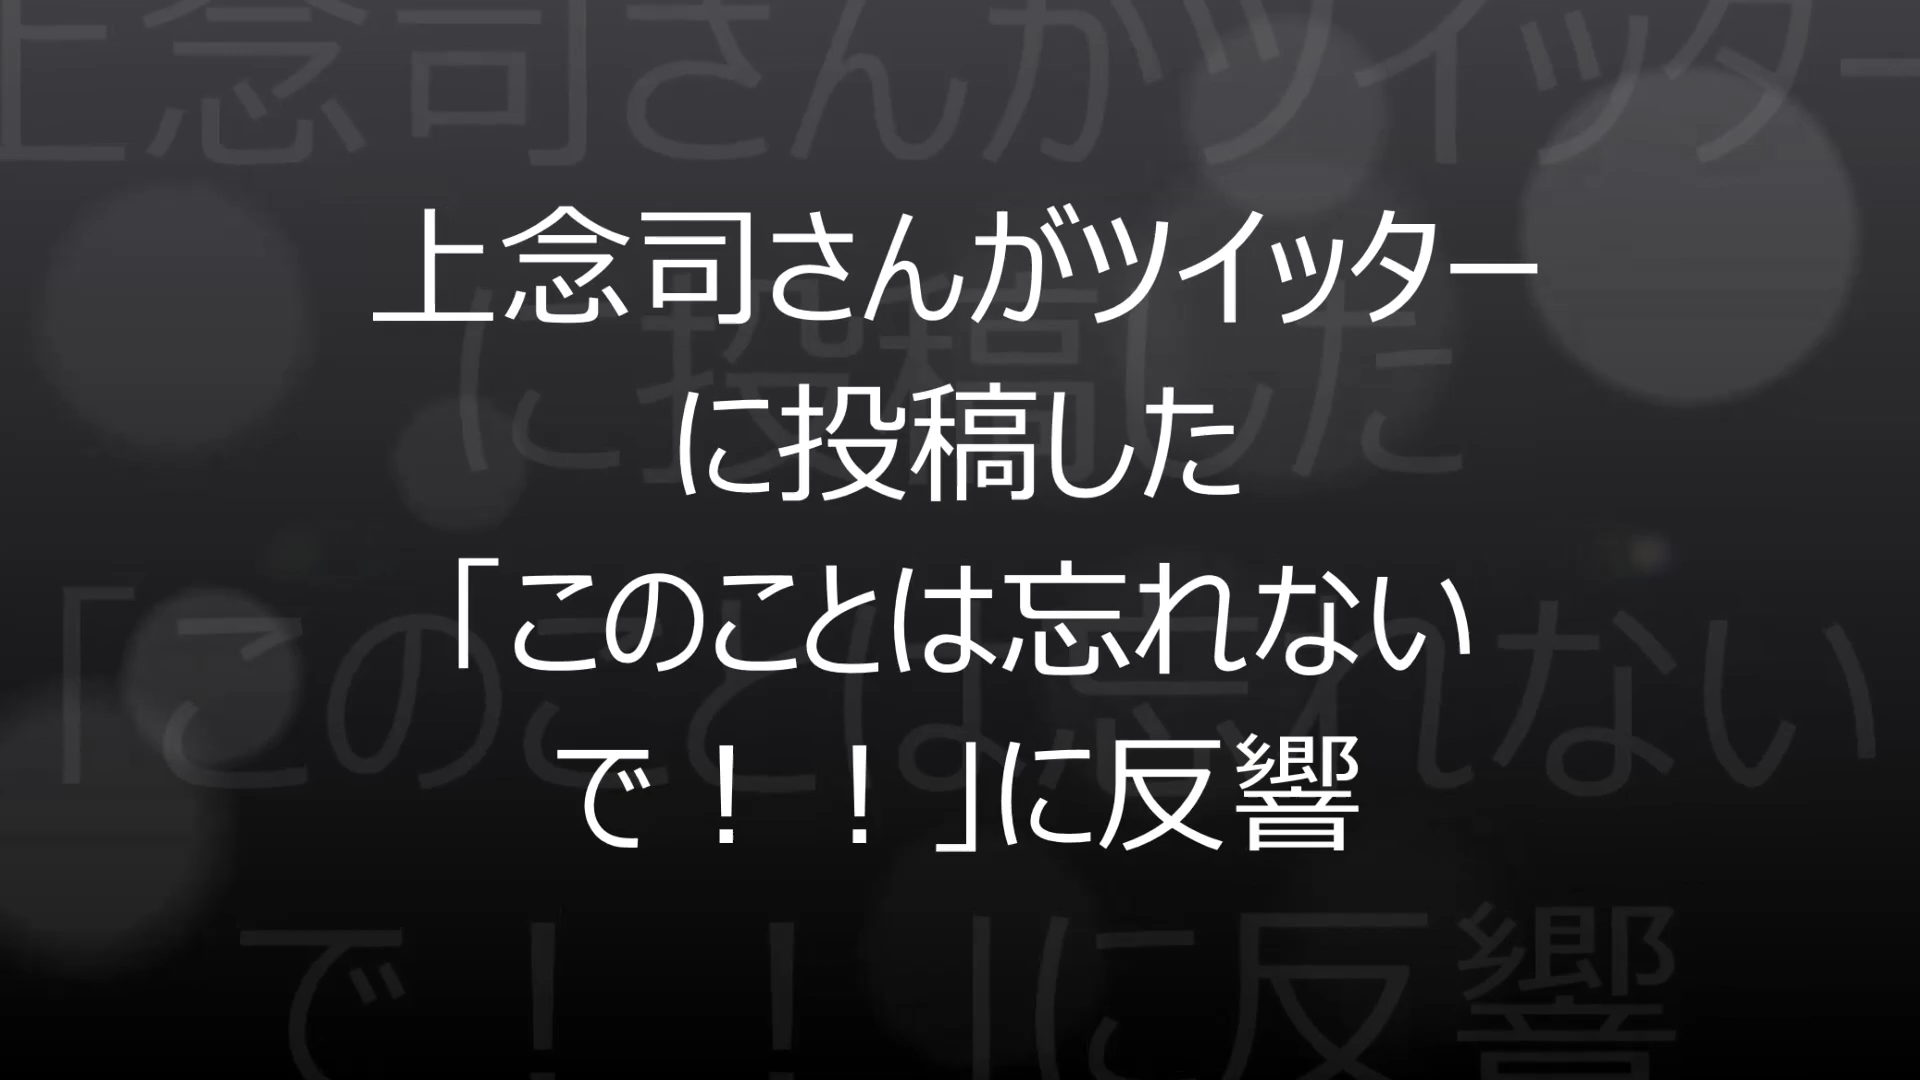 上念司さんがツイッター
に投稿した
「このことは忘れない
で！！」に反響